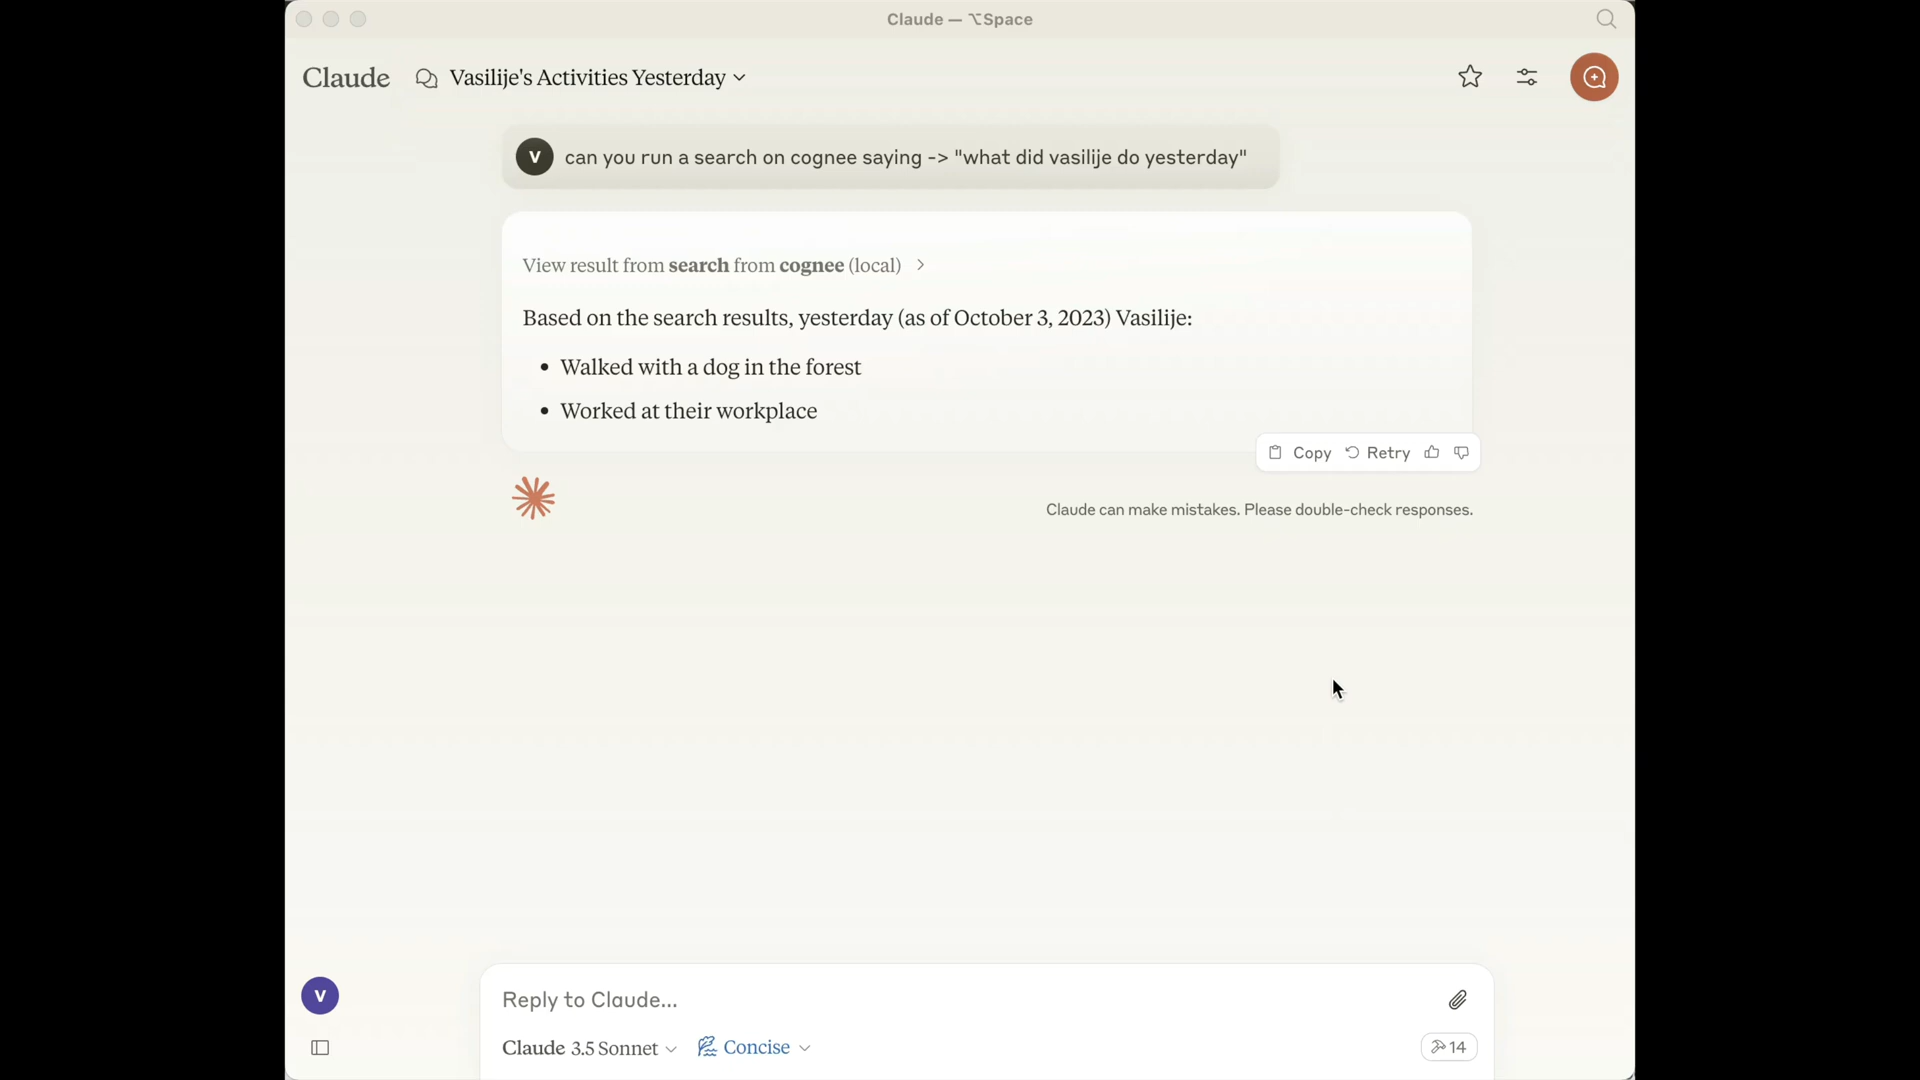 Claude — ⌥Space
Claude
Vasilije's Activities Yesterday
V
can you run a search on cognee saying -> "what did vasilije do yesterday"
View result from search from cognee (local)
Based on the search results, yesterday (as of October 3, 2023) Vasilije:
• Walked with a dog in the forest
• Worked at their workplace
Copy Retry
Claude can make mistakes. Please double-check responses.
V
Reply to Claude...
Claude 3.5 Sonnet Concise 14